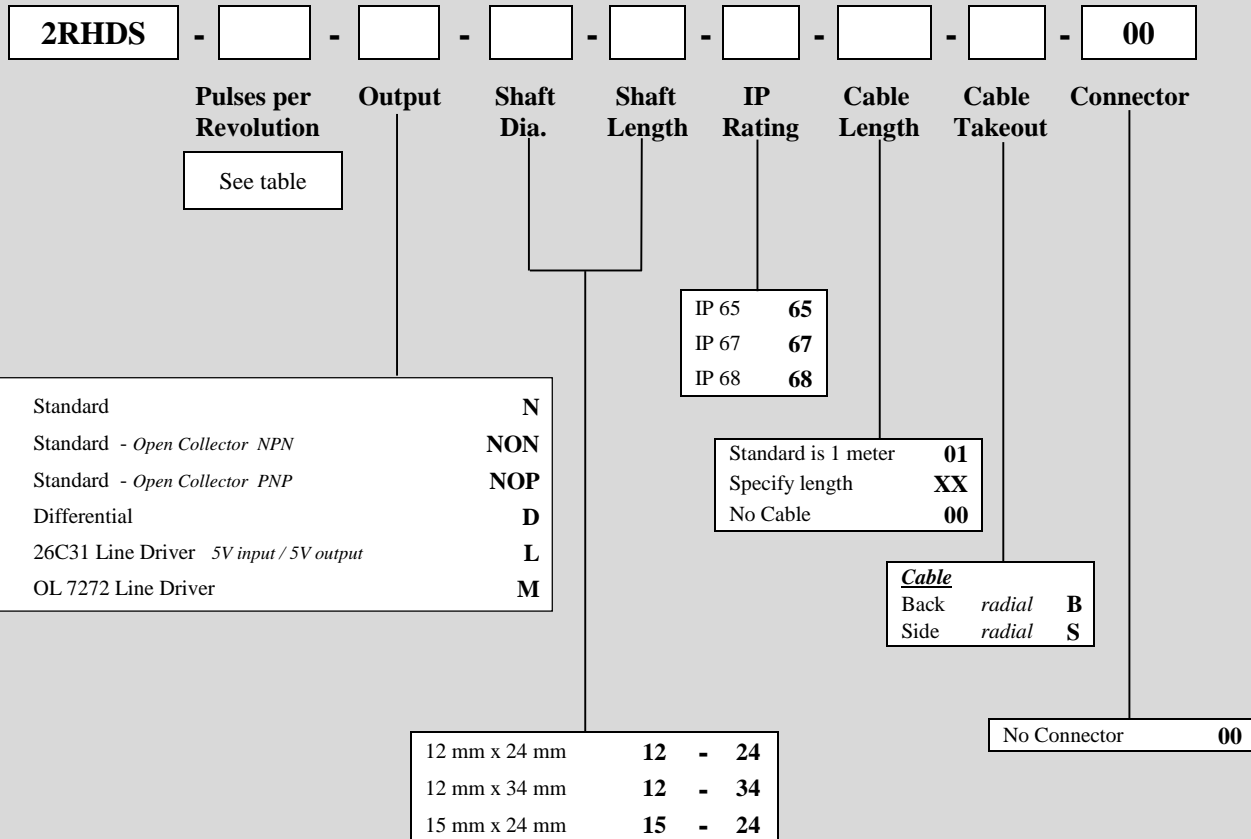 2RHDS - - - - - - - - 00
Pulses per Revolution
Output
Shaft Dia.
Shaft Length
IP Rating
Cable Length
Cable Takeout
Connector
See table
IP 65 65
IP 67 67
IP 68 68
Standard N
Standard - Open Collector NPN NON
Standard - Open Collector PNP NOP
Differential D
26C31 Line Driver 5V input / 5V output L
OL 7272 Line Driver M
Standard is 1 meter 01
Specify length XX
No Cable 00
Cable
Back radial B
Side radial S
No Connector 00
12 mm x 24 mm 12 - 24
12 mm x 34 mm 12 - 34
15 mm x 24 mm 15 - 24